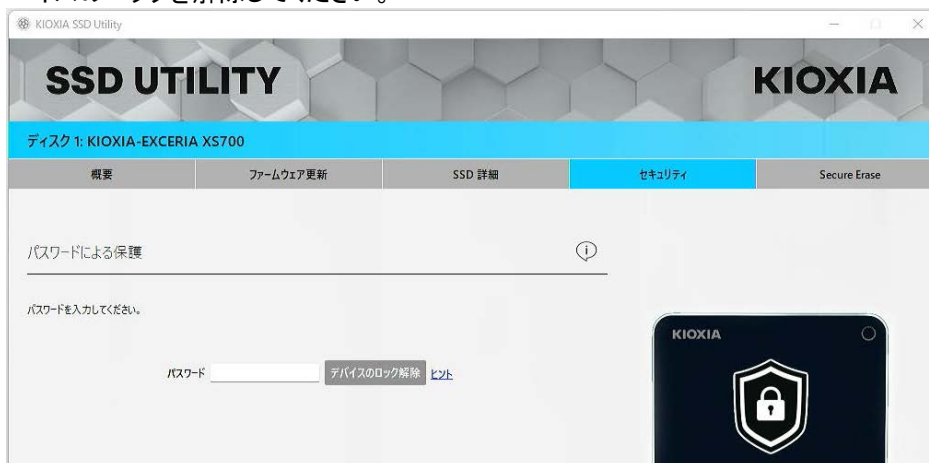 KIOXIA SSD Utility
SSD UTILITY
KIOXIA
ディスク 1: KIOXIA-EXCERIA XS700
概要 ファームウェア更新 SSD 詳細 セキュリティ Secure Erase
パスワードによる保護
パスワードを入力してください。
KIOXIA
パスワード デバイスのロック解除 ヒント